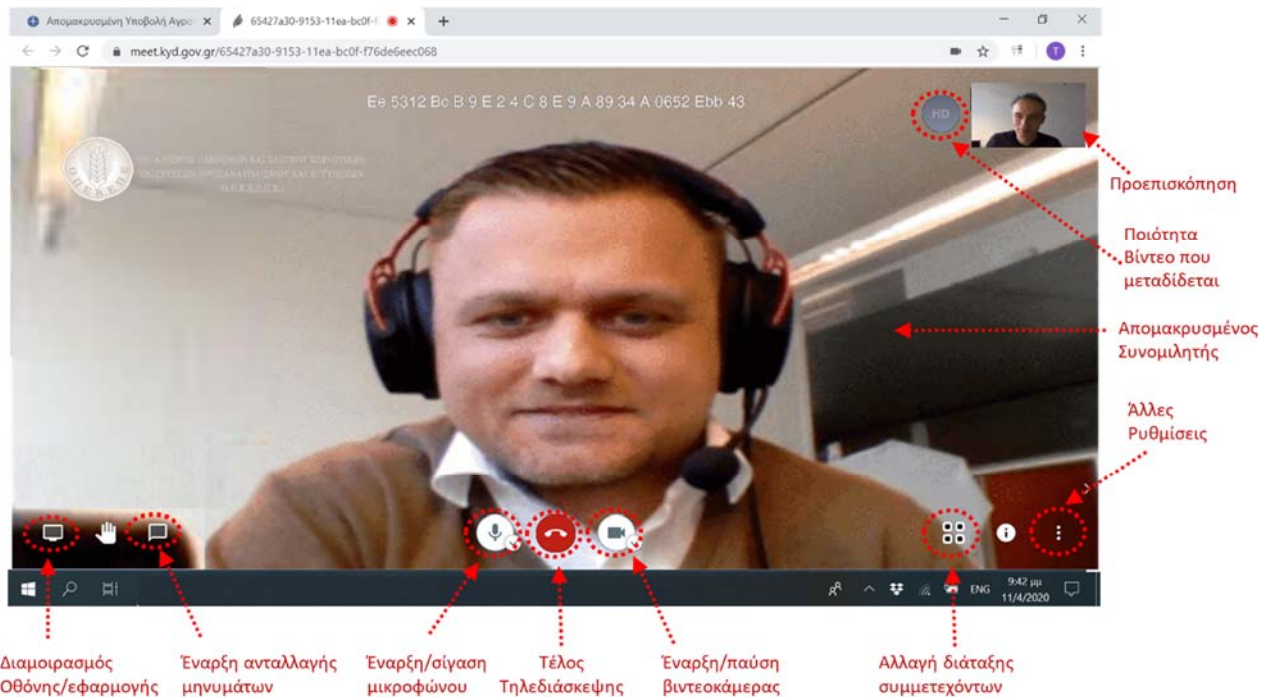 Απομακρυσμένη Υποβολή Αγρο
65427a30-9153-11ea-bc0f-f
meet.kyd.gov.gr/65427a30-9153-11ea-bc0f-f76de6eec068
T
Ee 5312 Bc B 9 E 2 4 C 8 E 9 A 89 34 A 0652 Ebb 43
HD
Ο.Π.Ε.Κ.Ε.Π.Ε.
Προεπισκόπηση
Ποιότητα
Βίντεο που
μεταδίδεται
Απομακρυσμένος
Συνομιλητής
Άλλες
Ρυθμίσεις
ENG
9:42 μμ
11/4/2020
Διαμοιρασμός
Οθόνης/εφαρμογής
Έναρξη ανταλλαγής
μηνυμάτων
Έναρξη/σίγαση
μικροφώνου
Τέλος
Τηλεδιάσκεψης
Έναρξη/παύση
βιντεοκάμερας
Αλλαγή διάταξης
συμμετεχόντων